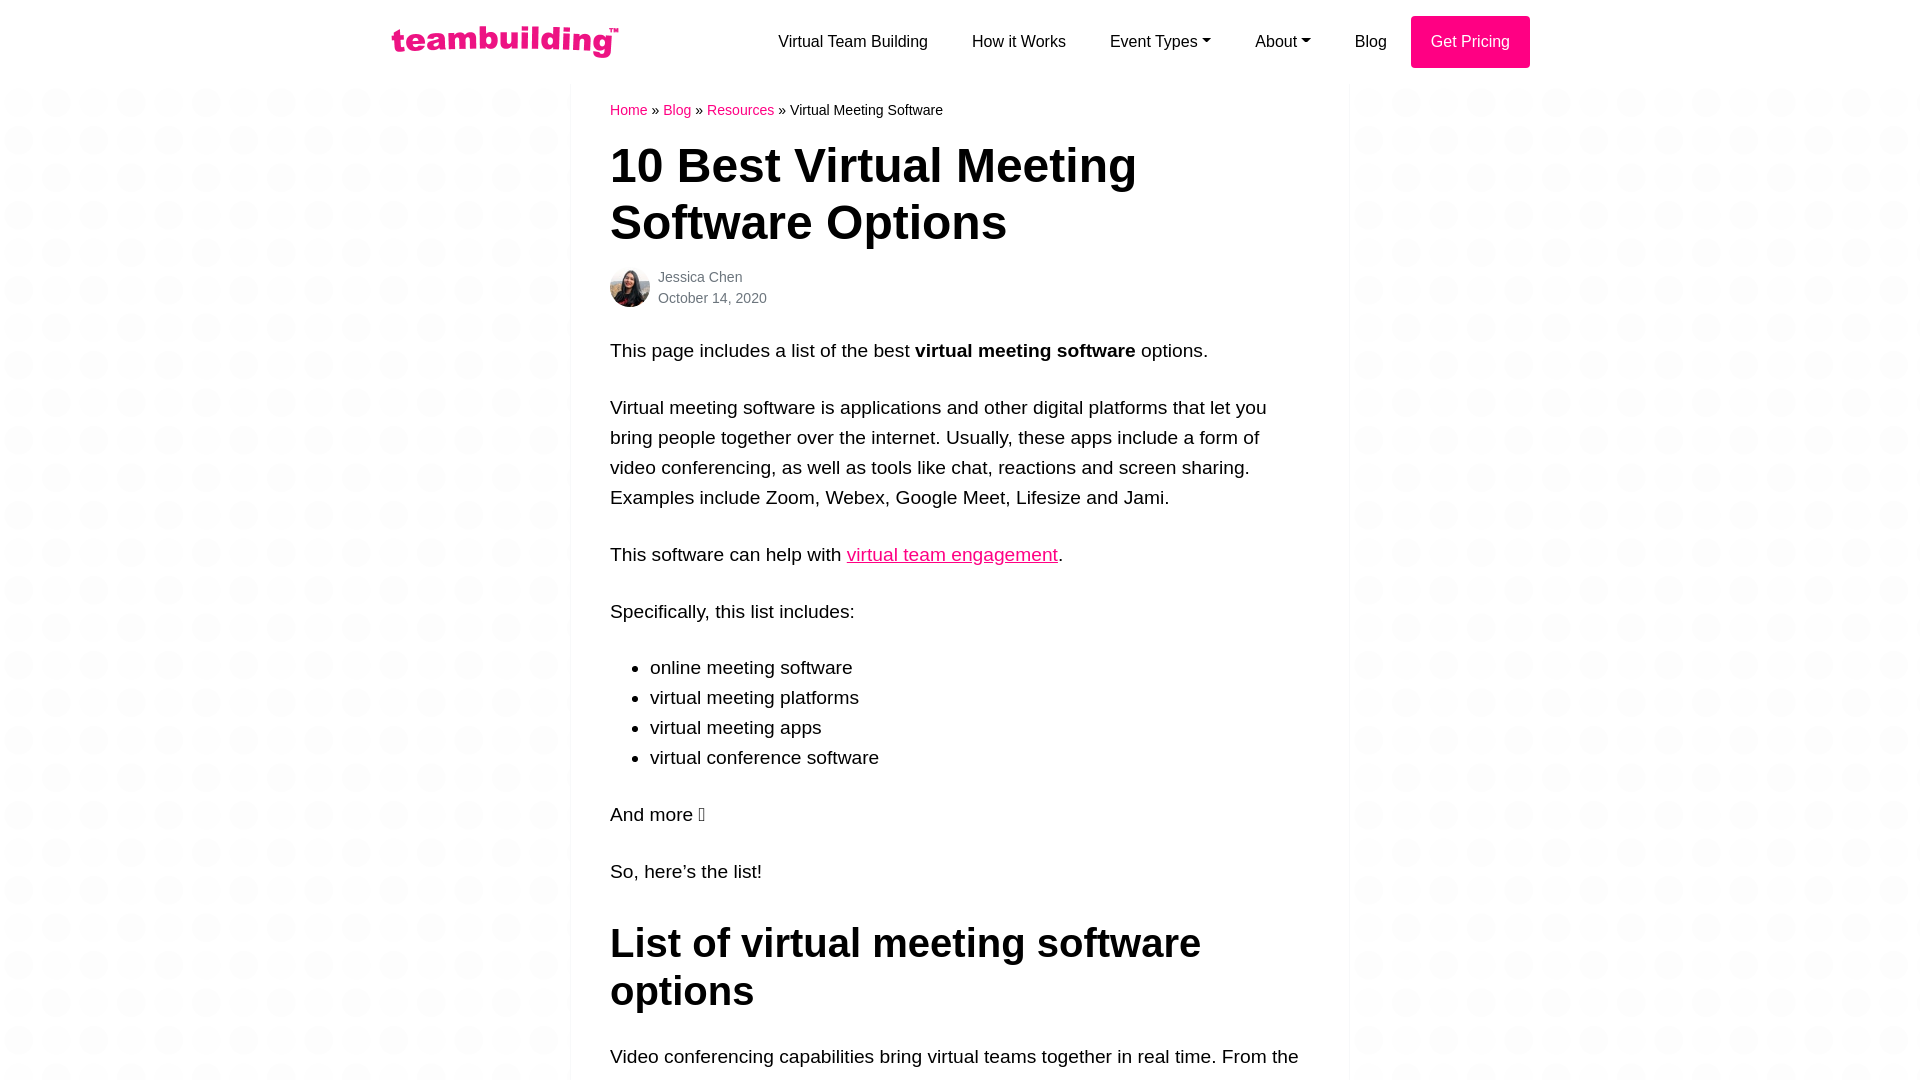 teambuilding™
Virtual Team Building How it Works Event Types About Blog Get Pricing
Home » Blog » Resources » Virtual Meeting Software
10 Best Virtual Meeting
Software Options
Jessica Chen
October 14, 2020
This page includes a list of the best virtual meeting software options.
Virtual meeting software is applications and other digital platforms that let you
bring people together over the internet. Usually, these apps include a form of
video conferencing, as well as tools like chat, reactions and screen sharing.
Examples include Zoom, Webex, Google Meet, Lifesize and Jami.
This software can help with virtual team engagement.
Specifically, this list includes:
• online meeting software
• virtual meeting platforms
• virtual meeting apps
• virtual conference software
And more
So, here’s the list!
List of virtual meeting software
options
Video conferencing capabilities bring virtual teams together in real time. From the